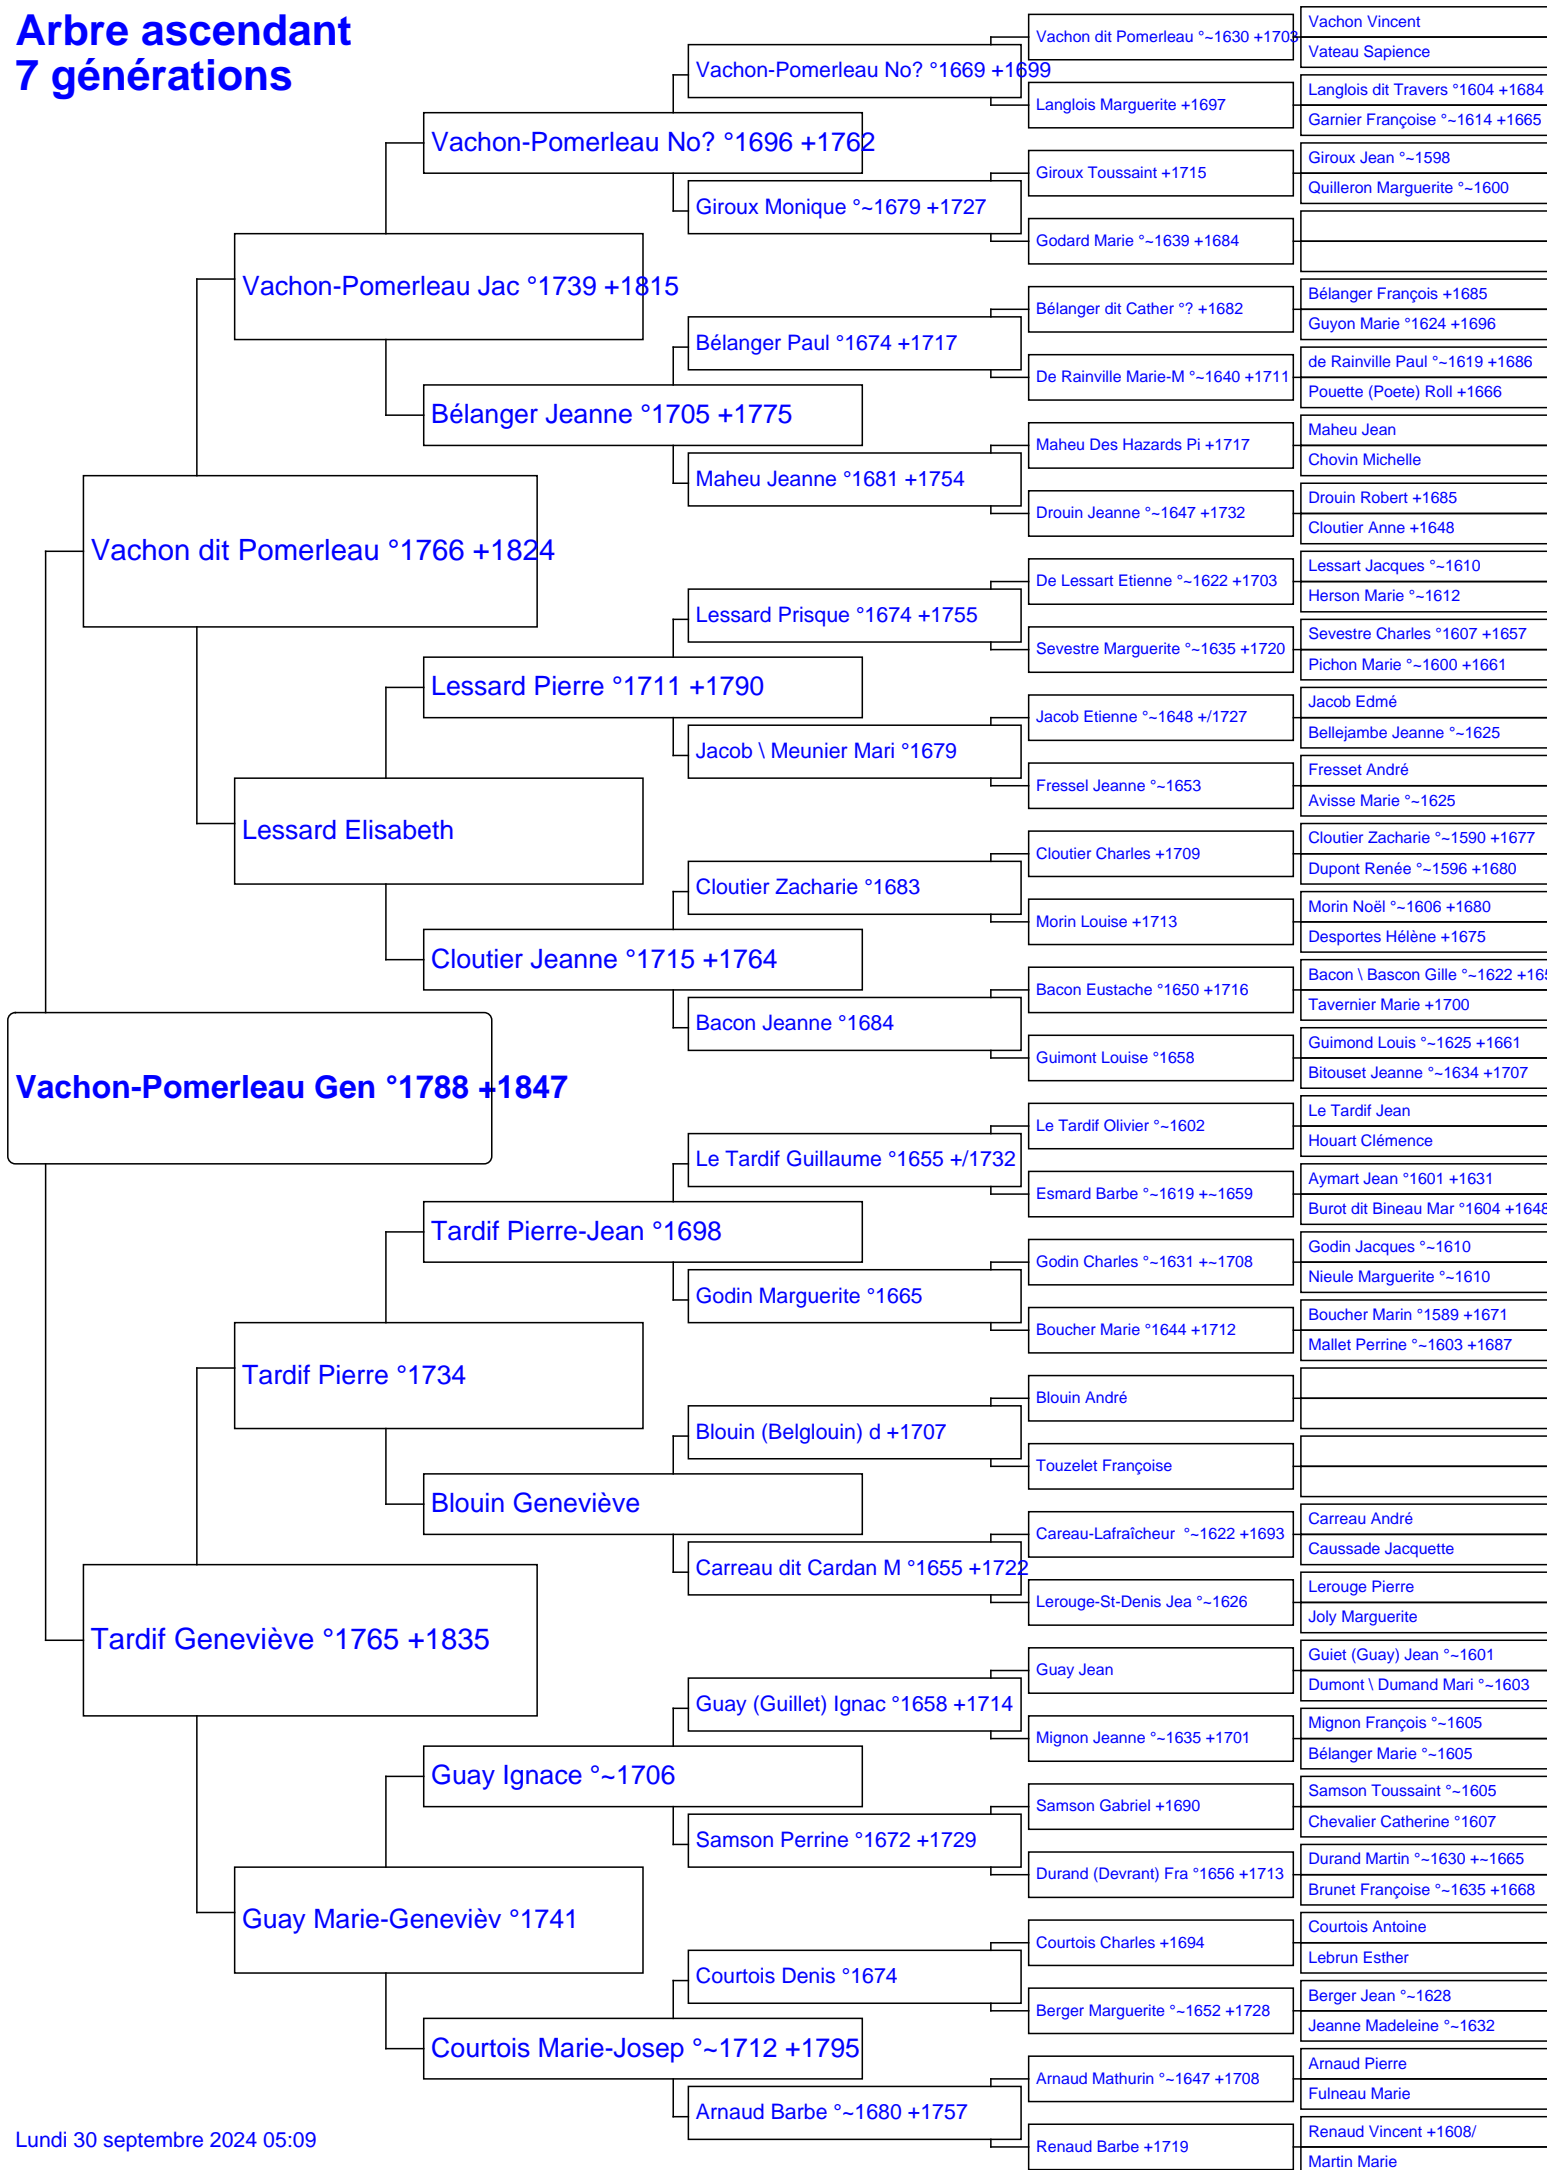 Arbre ascendant
7 générations
Vachon-Pomerleau Gen °1788 +1847
Vachon dit Pomerleau °1766 +1824
Tardif Geneviève °1765 +1835
Vachon-Pomerleau Jac °1739 +1815
Lessard Elisabeth
Tardif Pierre °1734
Guay Marie-Genevièv °1741
Vachon-Pomerleau No? °1696 +1762
Bélanger Jeanne °1705 +1775
Lessard Pierre °1711 +1790
Cloutier Jeanne °1715 +1764
Tardif Pierre-Jean °1698
Blouin Geneviève
Guay Ignace °~1706
Courtois Marie-Josep °~1712 +1795
Vachon-Pomerleau No? °1669 +1699
Giroux Monique °~1679 +1727
Bélanger Paul °1674 +1717
Maheu Jeanne °1681 +1754
Lessard Prisque °1674 +1755
Jacob \ Meunier Mari °1679
Cloutier Zacharie °1683
Bacon Jeanne °1684
Le Tardif Guillaume °1655 +/1732
Godin Marguerite °1665
Blouin (Belglouin) d +1707
Carreau dit Cardan M °1655 +1722
Guay (Guillet) Ignac °1658 +1714
Samson Perrine °1672 +1729
Courtois Denis °1674
Arnaud Barbe °~1680 +1757
Vachon dit Pomerleau °~1630 +1703
Langlois Marguerite +1697
Giroux Toussaint +1715
Godard Marie °~1639 +1684
Bélanger dit Cather °? +1682
De Rainville Marie-M °~1640 +1711
Maheu Des Hazards Pi +1717
Drouin Jeanne °~1647 +1732
De Lessart Etienne °~1622 +1703
Sevestre Marguerite °~1635 +1720
Jacob Etienne °~1648 +/1727
Fressel Jeanne °~1653
Cloutier Charles +1709
Morin Louise +1713
Bacon Eustache °1650 +1716
Guimont Louise °1658
Le Tardif Olivier °~1602
Esmard Barbe °~1619 +~1659
Godin Charles °~1631 +~1708
Boucher Marie °1644 +1712
Blouin André
Touzelet Françoise
Careau-Lafraîcheur °~1622 +1693
Lerouge-St-Denis Jea °~1626
Guay Jean
Mignon Jeanne °~1635 +1701
Samson Gabriel +1690
Durand (Devrant) Fra °1656 +1713
Courtois Charles +1694
Berger Marguerite °~1652 +1728
Arnaud Mathurin °~1647 +1708
Renaud Barbe +1719
Vachon Vincent
Vateau Sapience
Langlois dit Travers °1604 +1684
Garnier Françoise °~1614 +1665
Giroux Jean °~1598
Quilleron Marguerite °~1600
Bélanger François +1685
Guyon Marie °1624 +1696
de Rainville Paul °~1619 +1686
Pouette (Poete) Roll +1666
Maheu Jean
Chovin Michelle
Drouin Robert +1685
Cloutier Anne +1648
Lessart Jacques °~1610
Herson Marie °~1612
Sevestre Charles °1607 +1657
Pichon Marie °~1600 +1661
Jacob Edmé
Bellejambe Jeanne °~1625
Fresset André
Avisse Marie °~1625
Cloutier Zacharie °~1590 +1677
Dupont Renée °~1596 +1680
Morin Noël °~1606 +1680
Desportes Hélène +1675
Bacon \ Bascon Gille °~1622
Tavernier Marie +1700
Guimond Louis °~1625 +1661
Bitouset Jeanne °~1634 +1707
Le Tardif Jean
Houart Clémence
Aymart Jean °1601 +1631
Burot dit Bineau Mar °1604 +1648
Godin Jacques °~1610
Nieule Marguerite °~1610
Boucher Marin °1589 +1671
Mallet Perrine °~1603 +1687
Carreau André
Caussade Jacquette
Lerouge Pierre
Joly Marguerite
Guiet (Guay) Jean °~1601
Dumont \ Dumand Mari °~1603
Mignon François °~1605
Bélanger Marie °~1605
Samson Toussaint °~1605
Chevalier Catherine °1607
Durand Martin °~1630 +~1665
Brunet Françoise °~1635 +1668
Courtois Antoine
Lebrun Esther
Berger Jean °~1628
Jeanne Madeleine °~1632
Arnaud Pierre
Fulneau Marie
Renaud Vincent +1608/
Martin Marie
Lundi 30 septembre 2024 05:09